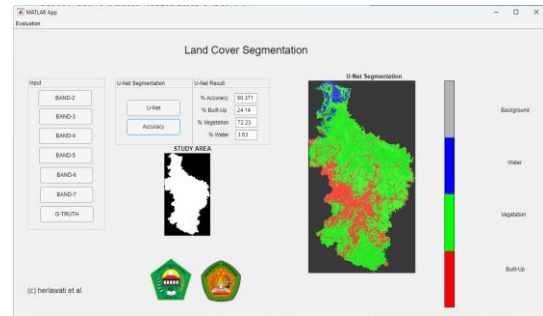 MATLAB App
Evaluation
Land Cover Segmentation
Input
BAND-2
BAND-3
BAND-4
BAND-5
BAND-6
BAND-7
G-TRUTH
U-Net Segmentation
U-Net
Accuracy
U-Net Result
% Accuracy 90.371
% Built-Up 24.14
% Vegetation 72.23
% Water 3.63
STUDY AREA
U-Net Segmentation
Background
Water
Vegetation
Built-Up
(c) herlawati et al